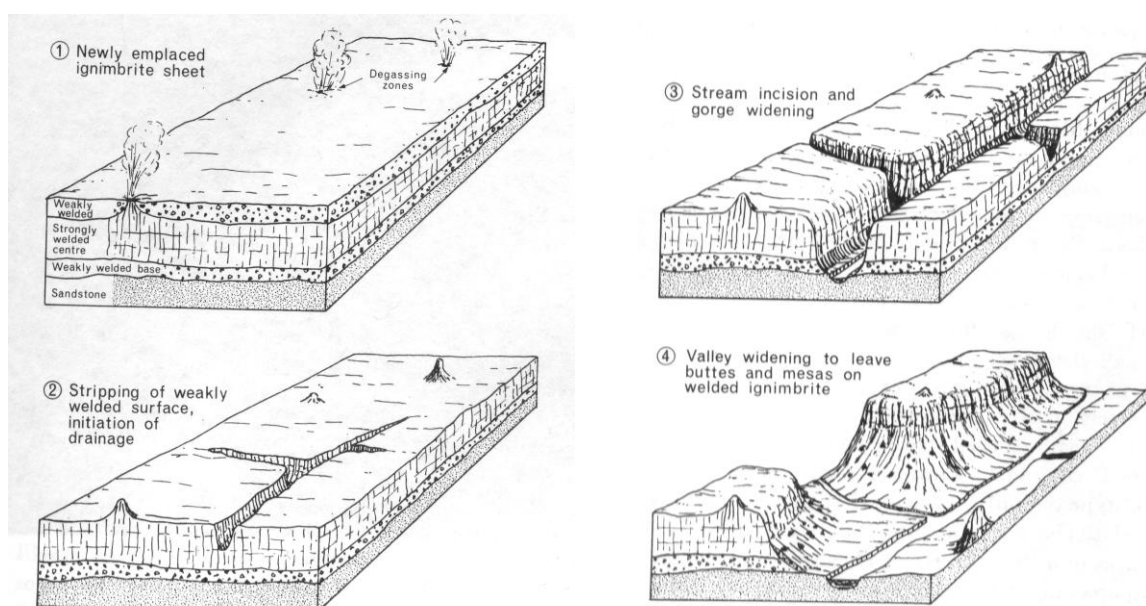 ① Newly emplaced
ignimbrite sheet
Degassing
zones
Weakly
welded
Strongly
welded
centre
Weakly welded base
Sandstone
② Stripping of weakly
welded surface,
initiation of
drainage
③ Stream incision and
gorge widening
④ Valley widening to leave
buttes and mesas on
welded ignimbrite